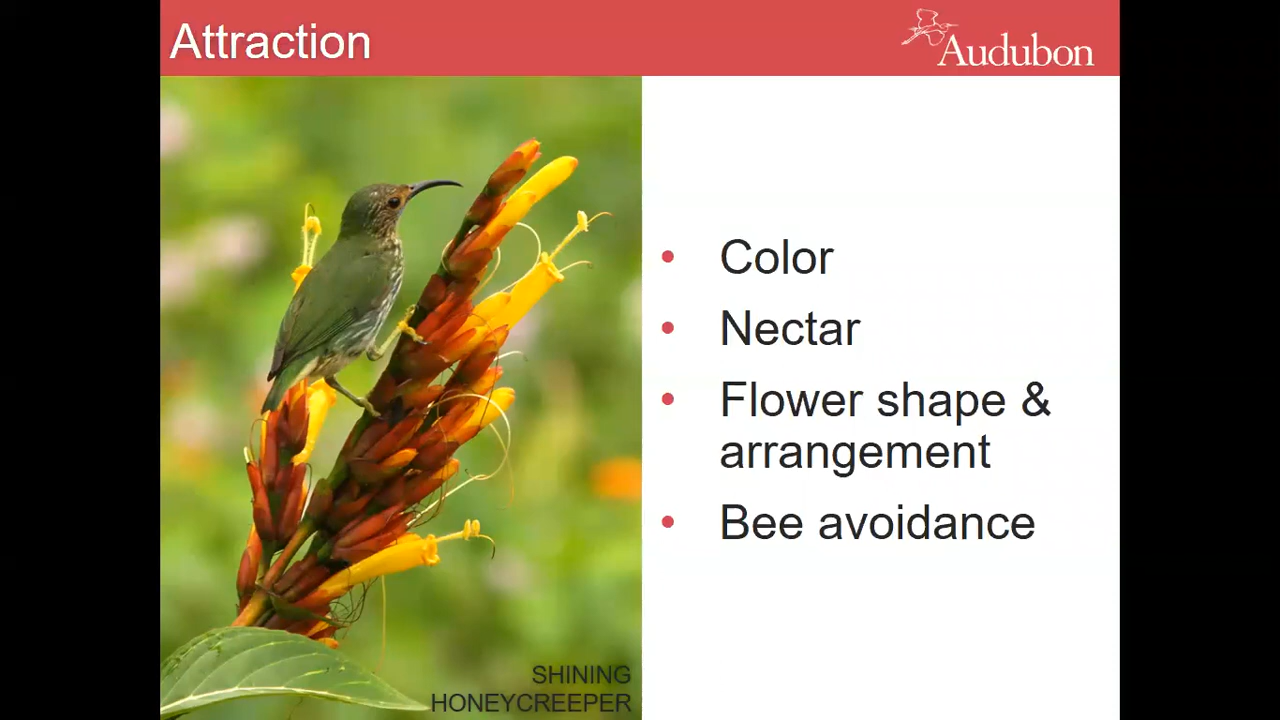 Attraction
Audubon
• Color
• Nectar
• Flower shape &
arrangement
• Bee avoidance
SHINING
HONEYCREEPER